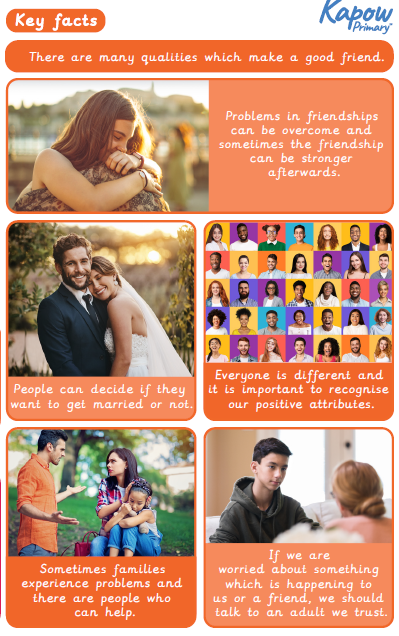 Key facts
Kapow
Primary™
There are many qualities which make a good friend.
Problems in friendships
can be overcome and
sometimes the friendship
can be stronger
afterwards.
People can decide if they
want to get married or not.
Everyone is different and
it is important to recognise
our positive attributes.
Sometimes families
experience problems and
there are people who
can help.
If we are
worried about something
which is happening to
us or a friend, we should
talk to an adult we trust.